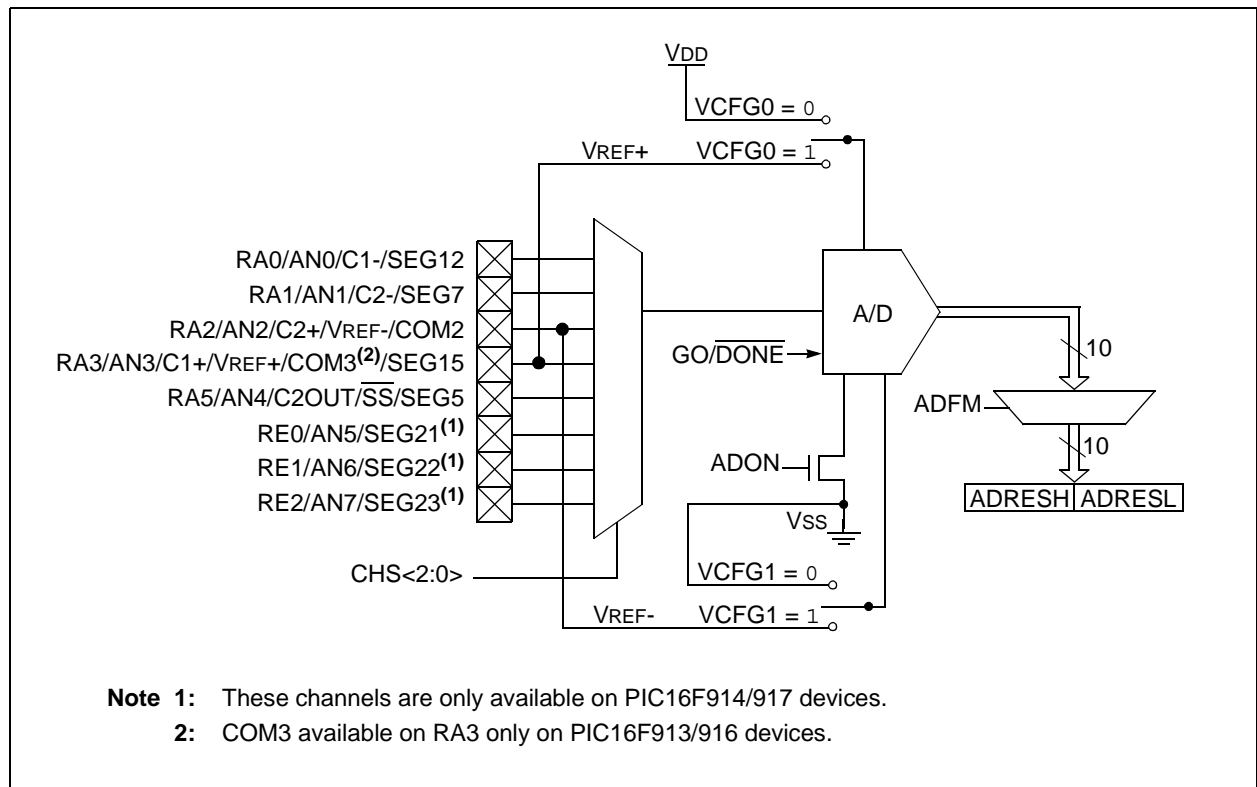 VDD
VCFG0 = 0
VREF+ VCFG0 = 1
RA0/AN0/C1-/SEG12
RA1/AN1/C2-/SEG7
RA2/AN2/C2+/VREF-/COM2
RA3/AN3/C1+/VREF+/COM3(2)/SEG15
RA5/AN4/C2OUT/SS/SEG5
RE0/AN5/SEG21(1)
RE1/AN6/SEG22(1)
RE2/AN7/SEG23(1)
CHS<2:0>
A/D
GO/DONE
10
ADFM
10
ADON
ADRESH ADRESL
VSS
VCFG1 = 0
VREF- VCFG1 = 1
Note 1: These channels are only available on PIC16F914/917 devices.
2: COM3 available on RA3 only on PIC16F913/916 devices.